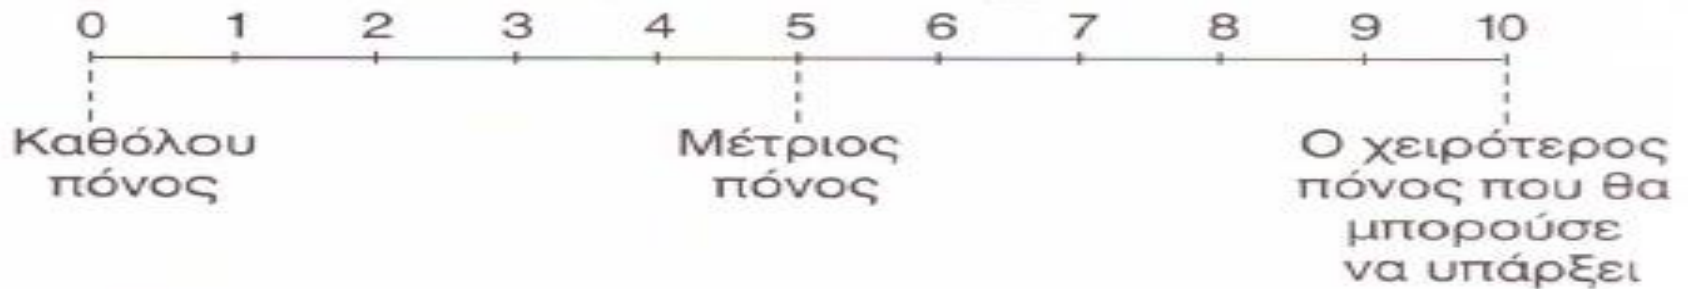 0 1 2 3 4 5 6 7 8 9 10
Καθόλου Μέτριος Ο χειρότερος
πόνος πόνος πόνος που θα
μπορούσε
να υπάρξει